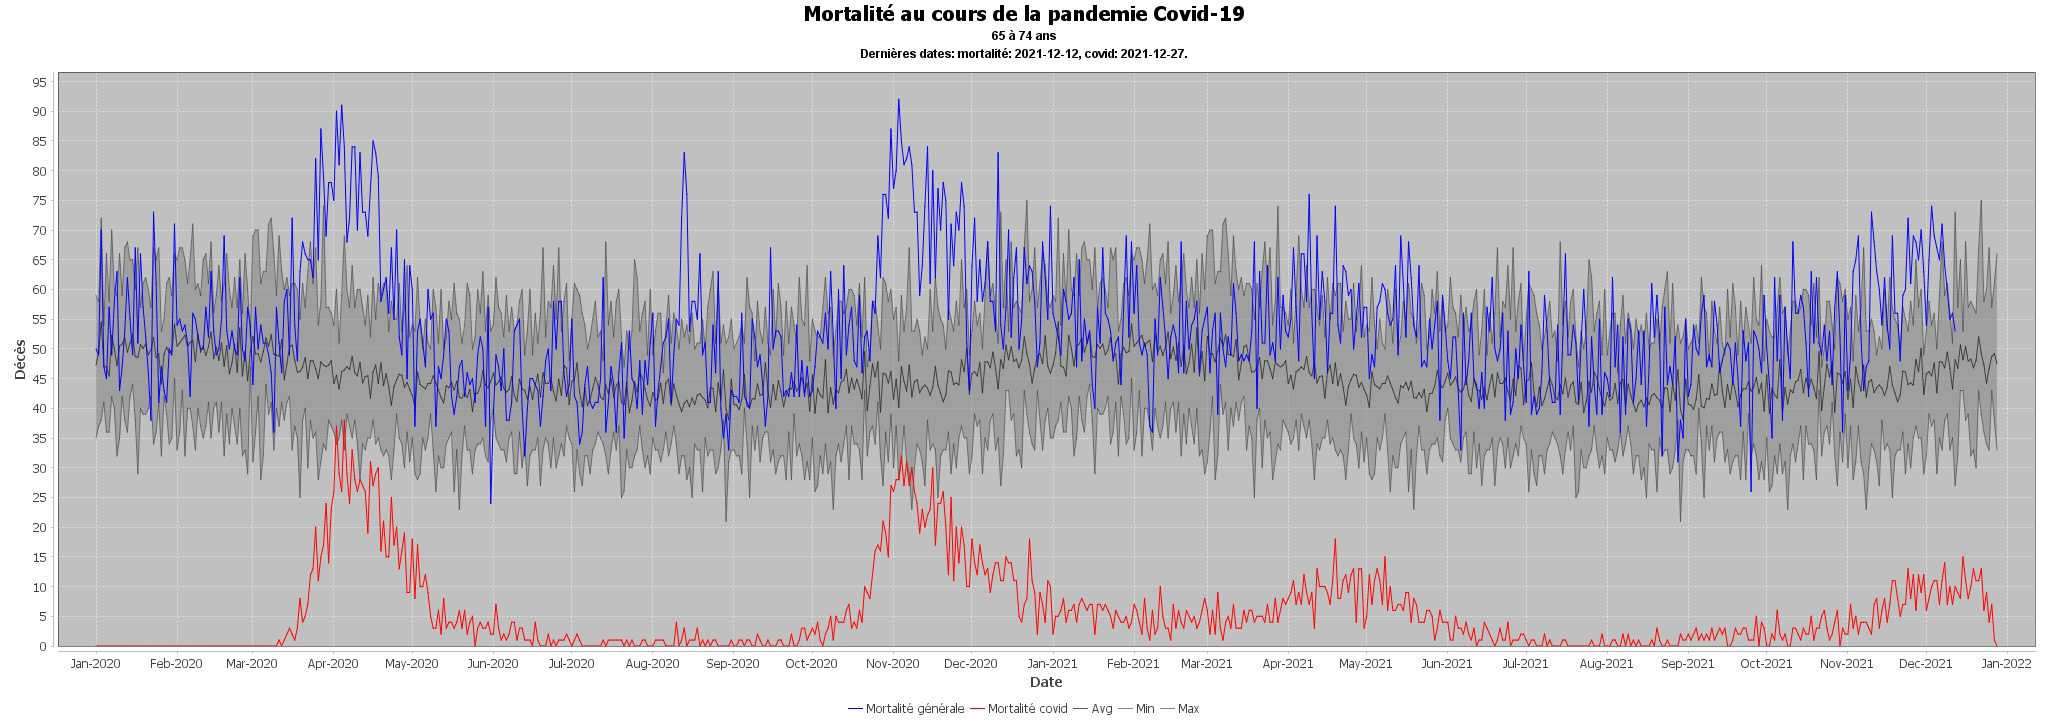 Mortalité au cours de la pandemie Covid-19
65 à 74 ans
Dernières dates: mortalité: 2021-12-12, covid: 2021-12-27.
Décès
95
90
85
80
75
70
65
60
55
50
45
40
35
30
25
20
15
10
5
0
Jan-2020 Feb-2020 Mar-2020 Apr-2020 May-2020 Jun-2020 Jul-2020 Aug-2020 Sep-2020 Oct-2020 Nov-2020 Dec-2020 Jan-2021 Feb-2021 Mar-2021 Apr-2021 May-2021 Jun-2021 Jul-2021 Aug-2021 Sep-2021 Oct-2021 Nov-2021 Dec-2021 Jan-2022
Date
Mortalité générale Mortalité covid Avg Min Max